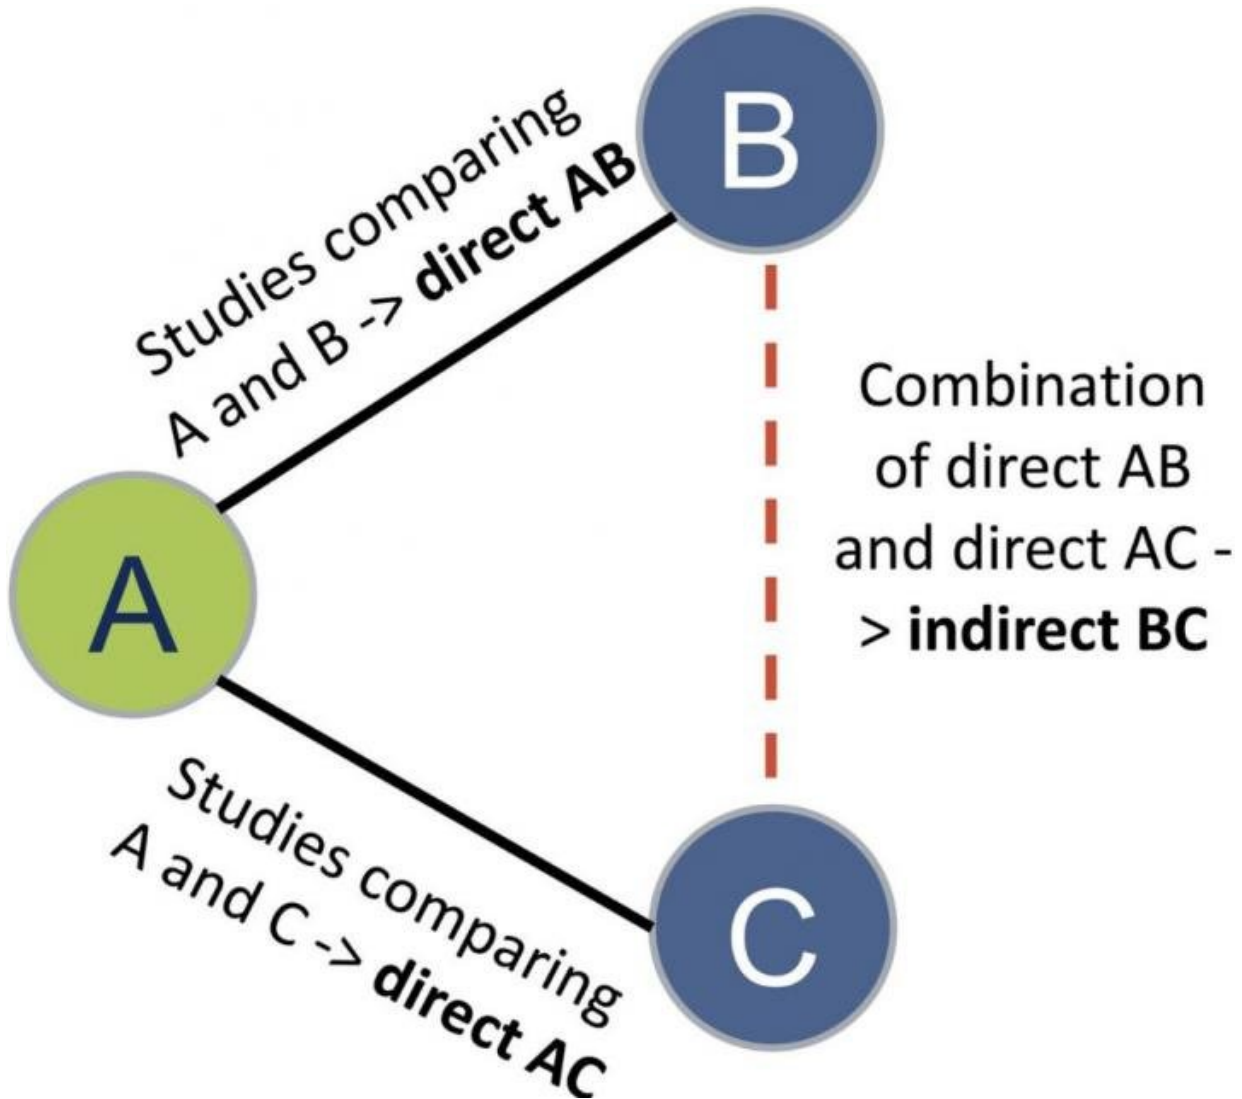 B
Studies comparing
A and B -> direct AB
Combination
of direct AB
and direct AC -
> indirect BC
A
Studies comparing
A and C -> direct AC
C